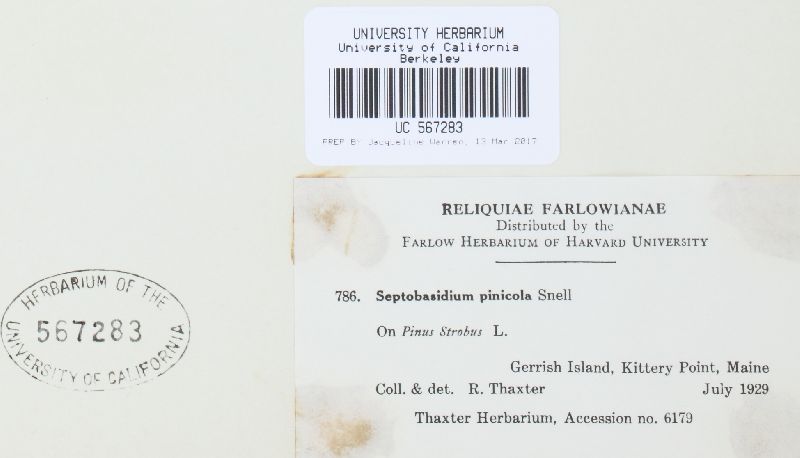 UNIVERSITY HERBARIUM
University of California
Berkeley
UC 567283
PREP BY Jacqueline Warren, 13 Mar 2017
RELIQUIAE FARLOWIANAE
Distributed by the
FARLOW HERBARIUM OF HARVARD UNIVERSITY
786. Septobasidium pinicola Snell
On Pinus Strobus L.
Gerrish Island, Kittery Point, Maine
Coll. & det. R. Thaxter July 1929
Thaxter Herbarium, Accession no. 6179
HERBARIUM OF THE
567283
UNIVERSITY OF CALIFORNIA